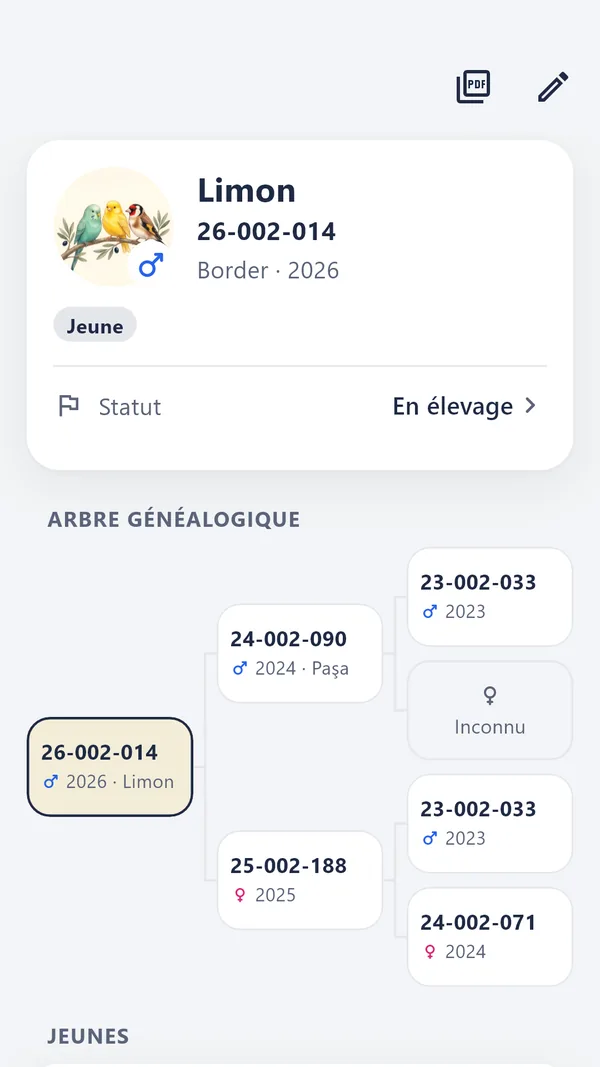 PDF
Limon
26-002-014
Border · 2026
Jeune
Statut
En élevage
ARBRE GÉNÉALOGIQUE
26-002-014
2026 · Limon
24-002-090
2024 · Paşa
25-002-188
2025
23-002-033
2023
Inconnu
23-002-033
2023
24-002-071
2024
JEUNES